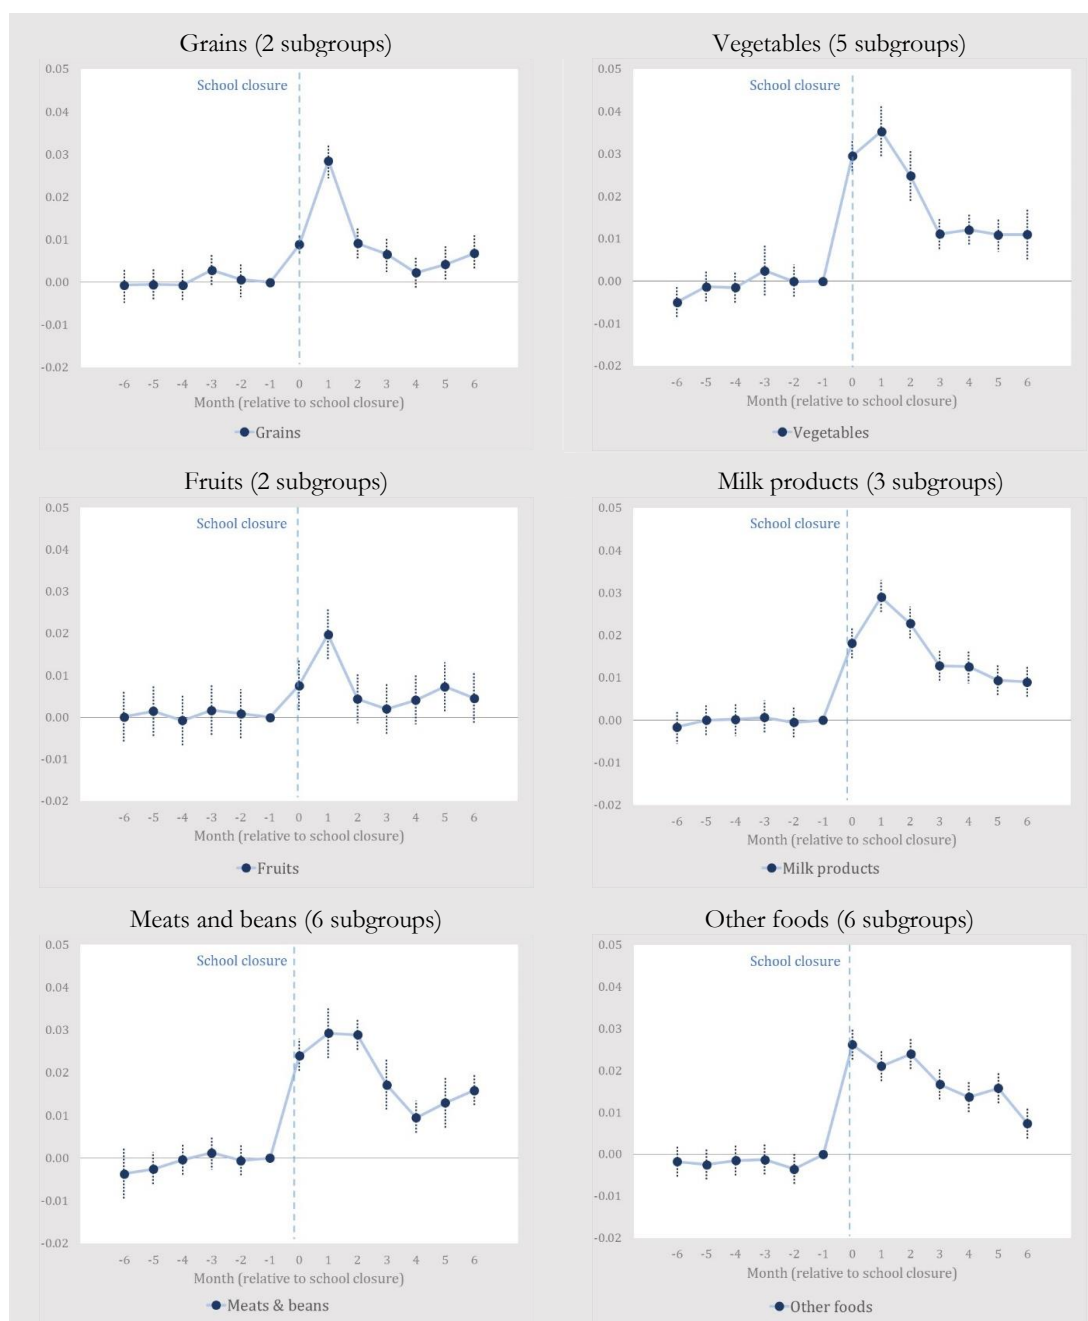 Grains (2 subgroups)
0.05
School closure
0.04
0.03
0.02
0.01
0.00
-0.01
-0.02
-6 -5 -4 -3 -2 -1 0 1 2 3 4 5 6
Month (relative to school closure)
Grains
Vegetables (5 subgroups)
0.05
School closure
0.04
0.03
0.02
0.01
0.00
-0.01
-0.02
-6 -5 -4 -3 -2 -1 0 1 2 3 4 5 6
Month (relative to school closure)
Vegetables
Fruits (2 subgroups)
0.05
School closure
0.04
0.03
0.02
0.01
0.00
-0.01
-0.02
-6 -5 -4 -3 -2 -1 0 1 2 3 4 5 6
Month (relative to school closure)
Fruits
Milk products (3 subgroups)
0.05
School closure
0.04
0.03
0.02
0.01
0.00
-0.01
-0.02
-6 -5 -4 -3 -2 -1 0 1 2 3 4 5 6
Month (relative to school closure)
Milk products
Meats and beans (6 subgroups)
0.05
School closure
0.04
0.03
0.02
0.01
0.00
-0.01
-0.02
-6 -5 -4 -3 -2 -1 0 1 2 3 4 5 6
Month (relative to school closure)
Meats & beans
Other foods (6 subgroups)
0.05
School closure
0.04
0.03
0.02
0.01
0.00
-0.01
-0.02
-6 -5 -4 -3 -2 -1 0 1 2 3 4 5 6
Month (relative to school closure)
Other foods